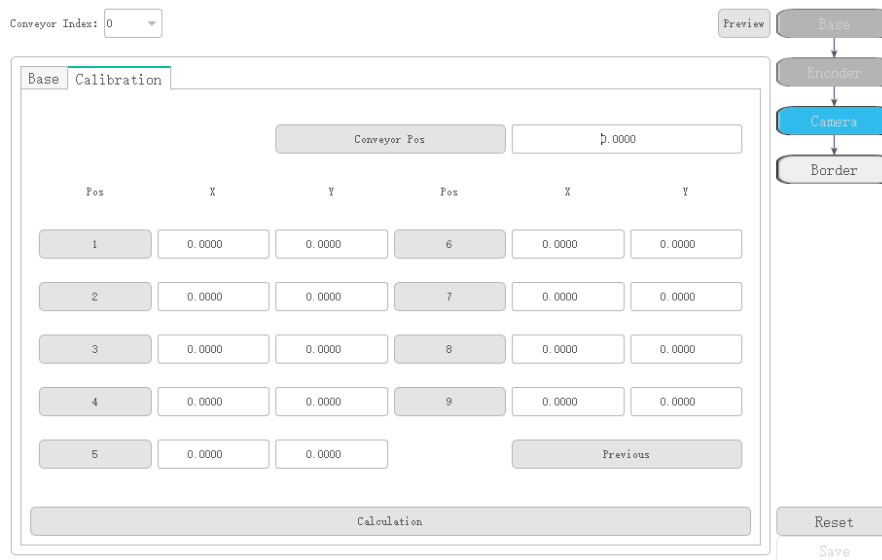 Conveyor Index: 0 Preview Base
Base Calibration Encoder
Camera
Conveyor Pos 0.0000
Border
Pos X Y Pos X Y
1 0.0000 0.0000 6 0.0000 0.0000
2 0.0000 0.0000 7 0.0000 0.0000
3 0.0000 0.0000 8 0.0000 0.0000
4 0.0000 0.0000 9 0.0000 0.0000
5 0.0000 0.0000 Previous
Calculation Reset
Save